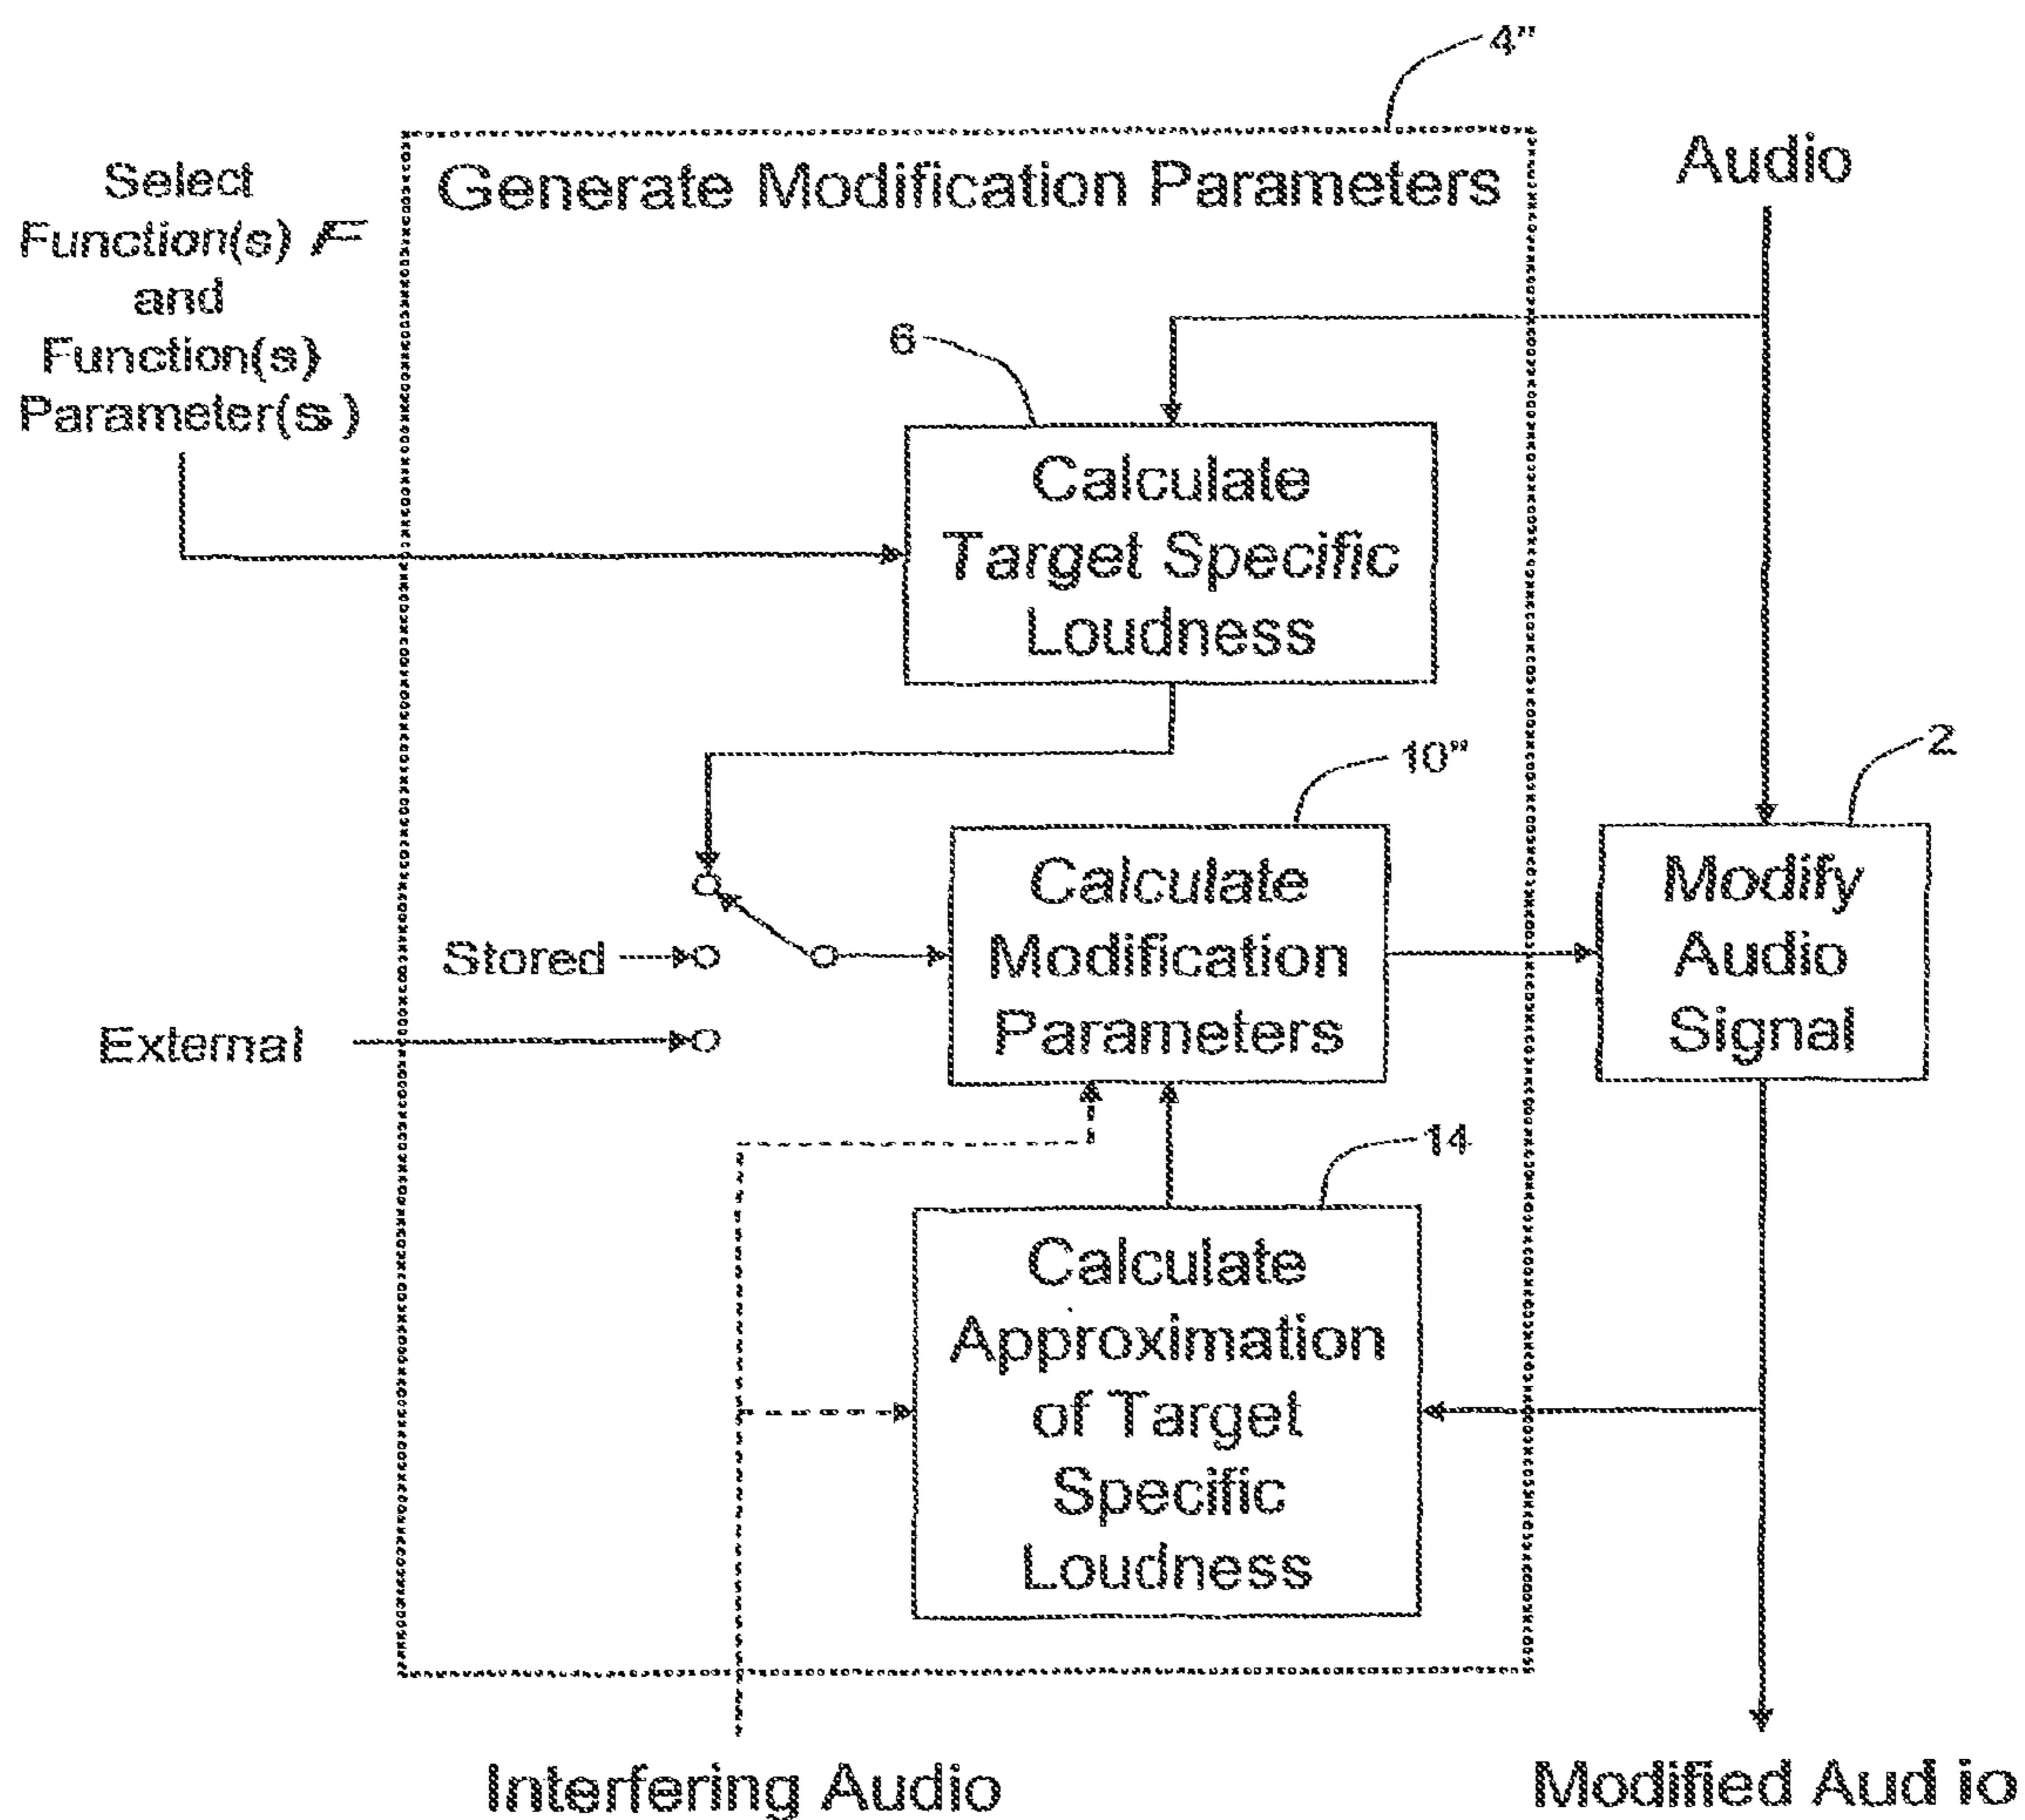 4"
Select
Function(s) F
and
Function(s)
Parameter(s)
Generate Modification Parameters
Audio
6
Calculate
Target Specific
Loudness
10"
2
Calculate
Modification
Parameters
Modify
Audio
Signal
Stored
External
14
Calculate
Approximation
of Target
Specific
Loudness
Interfering Audio
Modified Aud io